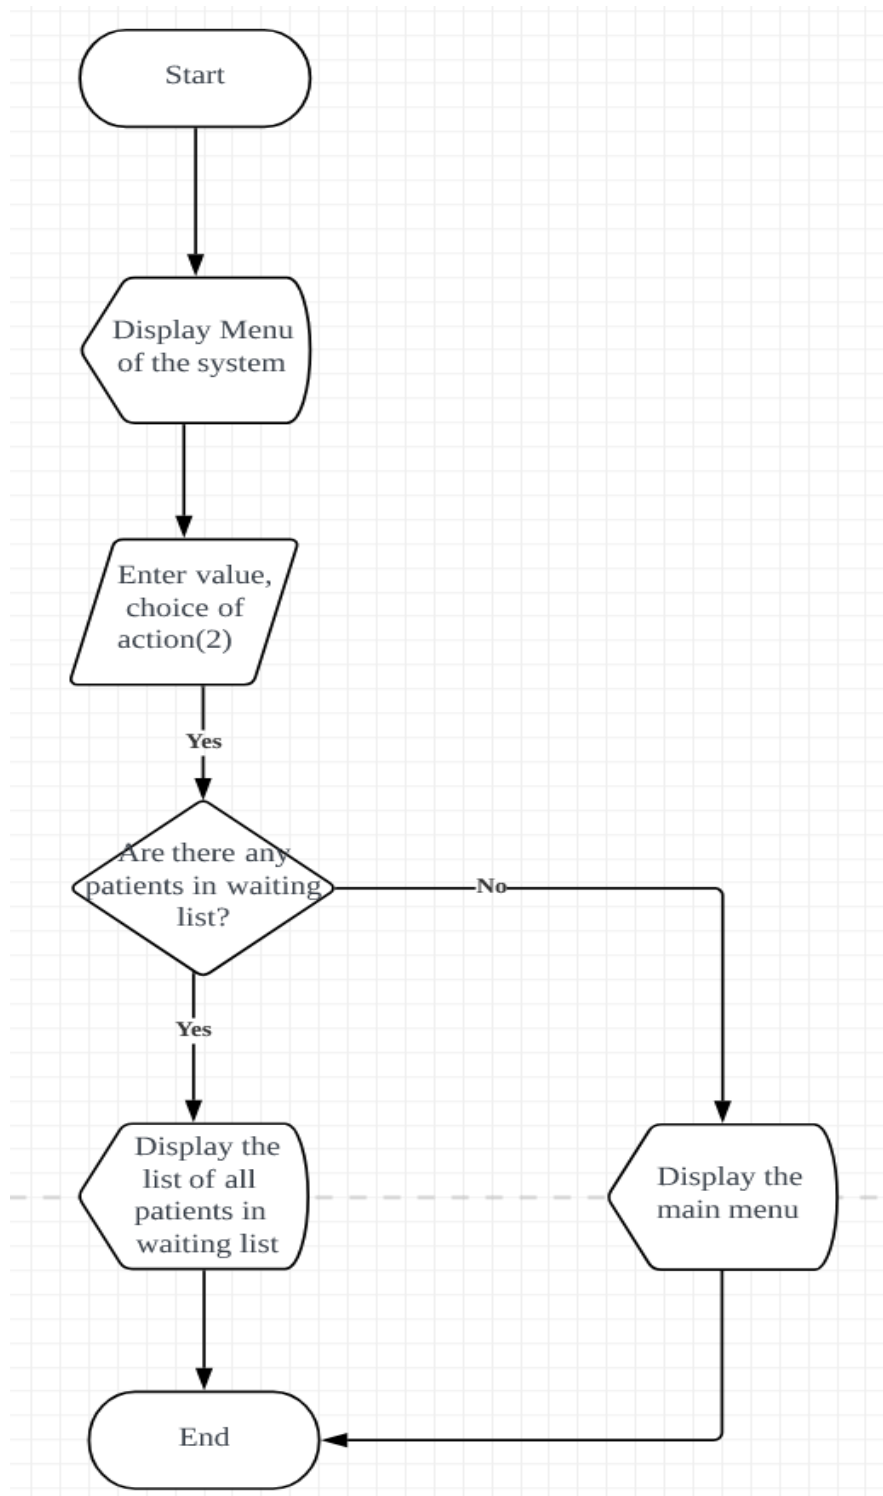 Start
Display Menu
of the system
Enter value,
choice of
action(2)
Yes
Are there any
patients in waiting
list?
No
Yes
Display the
list of all
patients in
waiting list
Display the
main menu
End